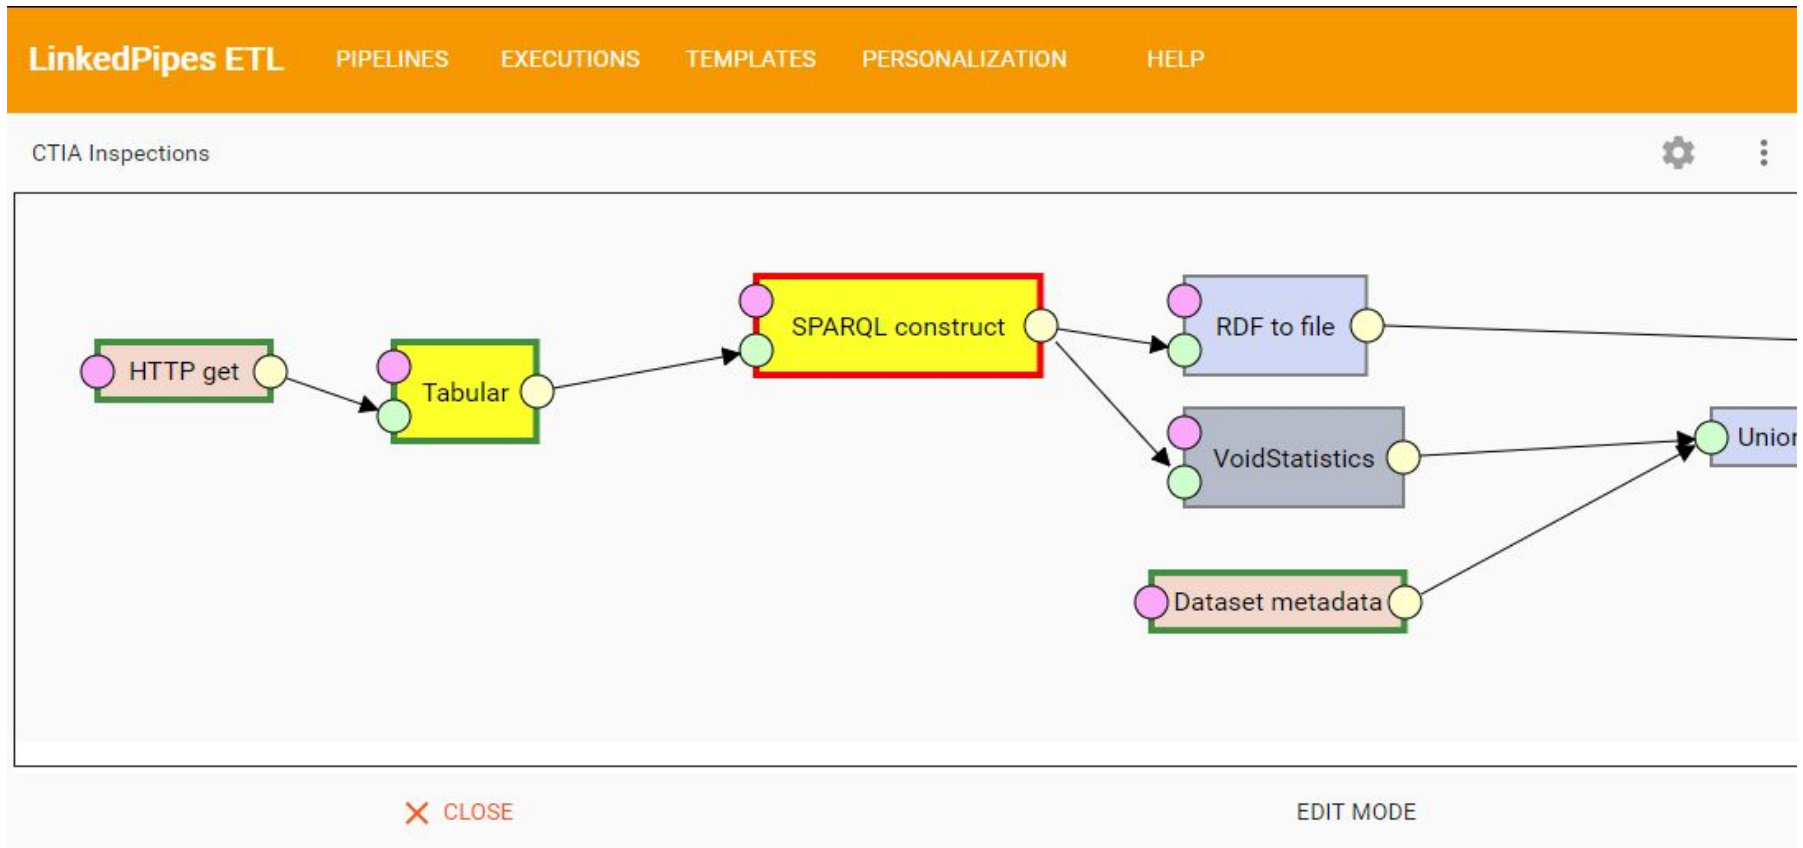 LinkedPipes ETL PIPELINES EXECUTIONS TEMPLATES PERSONALIZATION HELP
CTIA Inspections
HTTP get
Tabular
SPARQL construct
RDF to file
VoidStatistics
Dataset metadata
Union
CLOSE
EDIT MODE